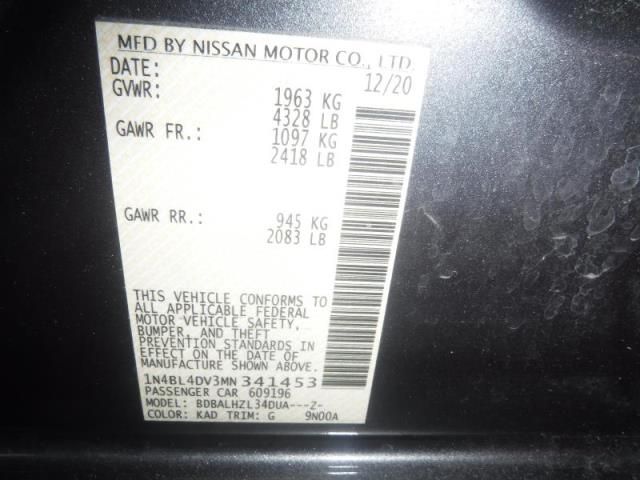 MFD BY NISSAN MOTOR CO., LTD.
DATE: 12/20
GVWR: 1963 KG
4328 LB
GAWR FR.: 1097 KG
2418 LB
GAWR RR.: 945 KG
2083 LB
THIS VEHICLE CONFORMS TO
ALL APPLICABLE FEDERAL
MOTOR VEHICLE SAFETY,
BUMPER, AND THEFT
PREVENTION STANDARDS IN
EFFECT ON THE DATE OF
MANUFACTURE SHOWN ABOVE.
1N4BL4DV3MN341453
PASSENGER CAR 609196
MODEL: BDBALHZL34DUA---Z-
COLOR: KAD TRIM: G 9N00A